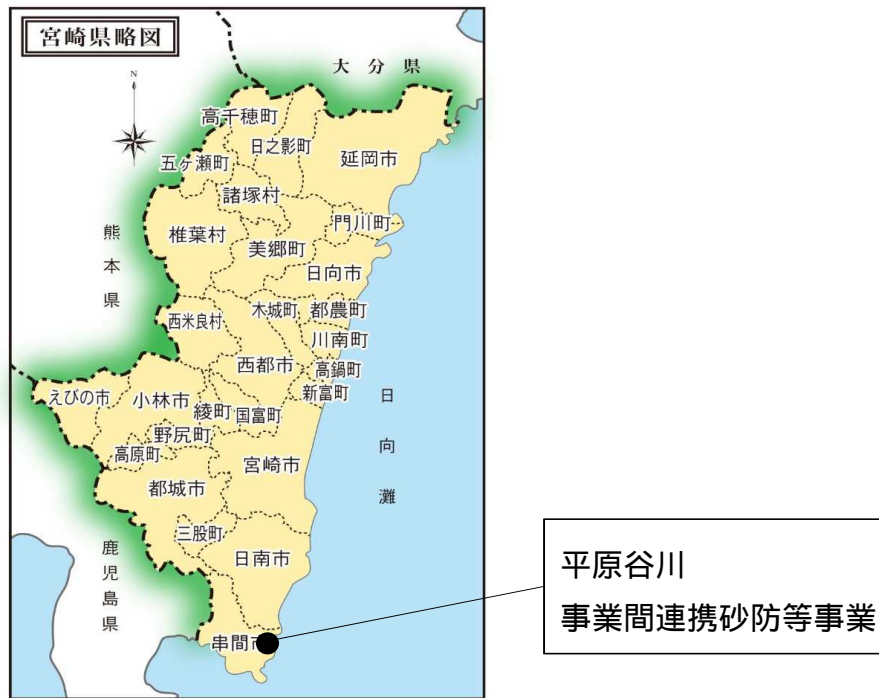 宮崎県略図
大分県
N
高千穂町
日之影町
延岡市
五ヶ瀬町
諸塚村
門川町
熊本県
椎葉村
美郷町
日向市
木城町
都農町
西米良村
川南町
西都市
高鍋町
えびの市
小林市
新富町
日向灘
綾町
国富町
野尻町
高原町
宮崎市
都城市
三股町
鹿児島県
日南市
平原谷川
事業間連携砂防等事業
串間市